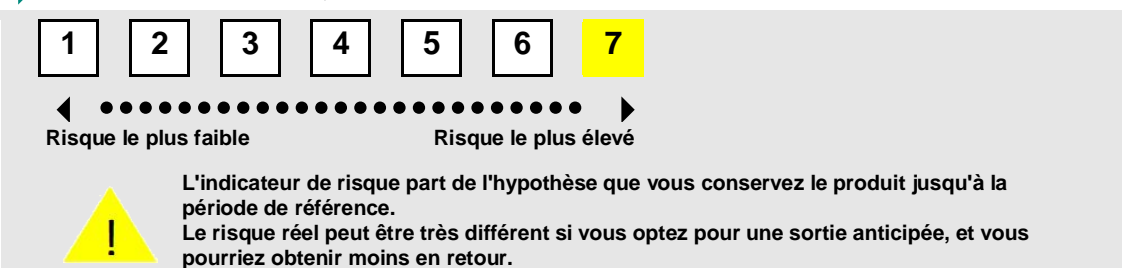 1 2 3 4 5 6 7
Risque le plus faible Risque le plus élevé
L'indicateur de risque part de l'hypothèse que vous conservez le produit jusqu'à la
période de référence.
! Le risque réel peut être très différent si vous optez pour une sortie anticipée, et vous
pourriez obtenir moins en retour.